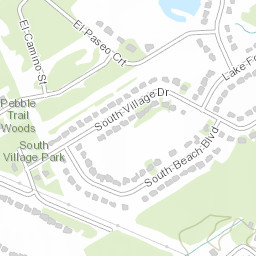 El Camino St
El Paseo Crt
Lake-Fo
South-Village Dr
Pebble
Trail
Woods
South
Village Park
South-Beach Blvd